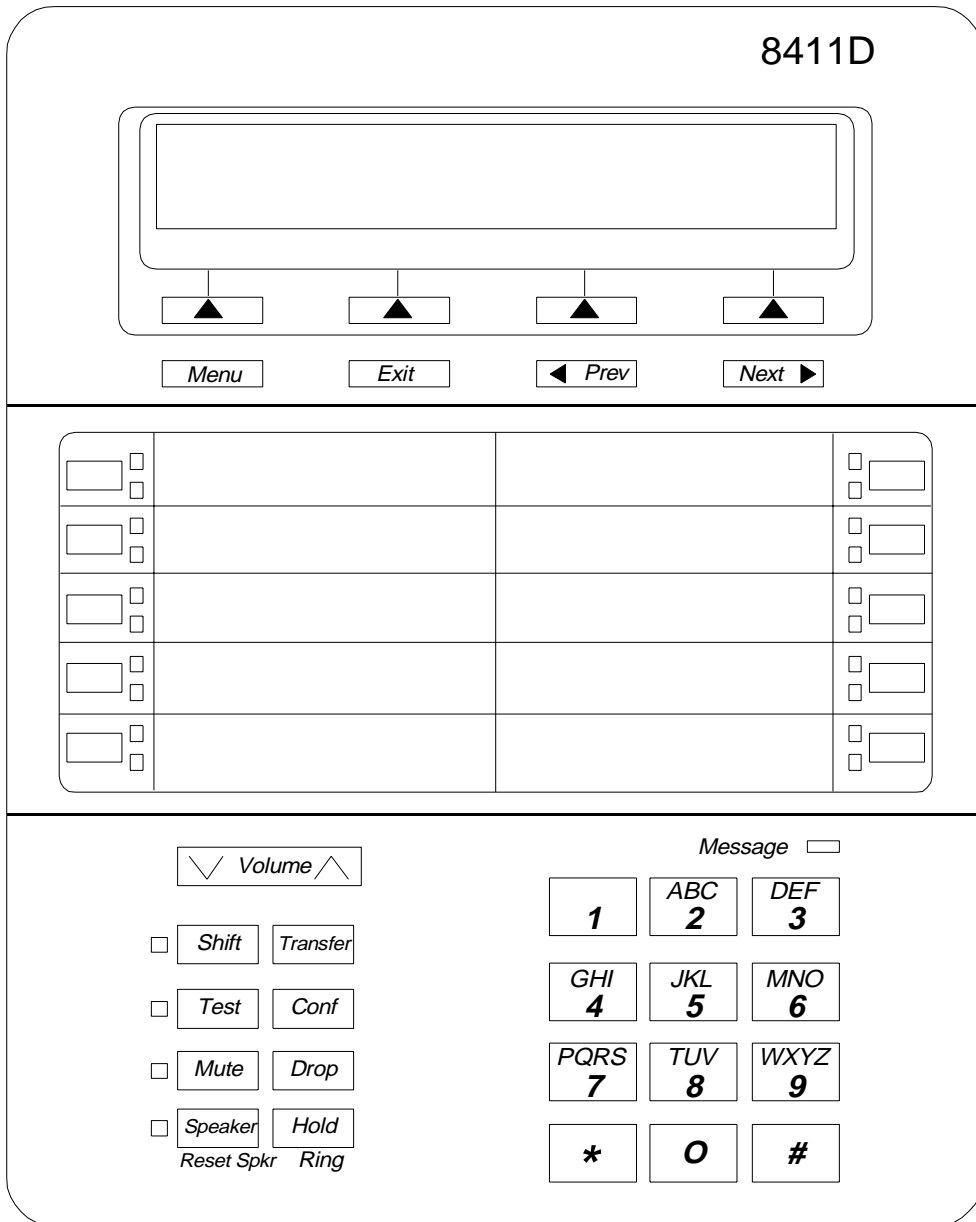 8411D
Menu Exit ◀ Prev Next ▶
Volume
Message
1 ABC 2 DEF 3
Shift Transfer
GHI 4 JKL 5 MNO 6
Test Conf
PQRS 7 TUV 8 WXYZ 9
Mute Drop
Speaker Hold
Reset Spkr Ring
* O #